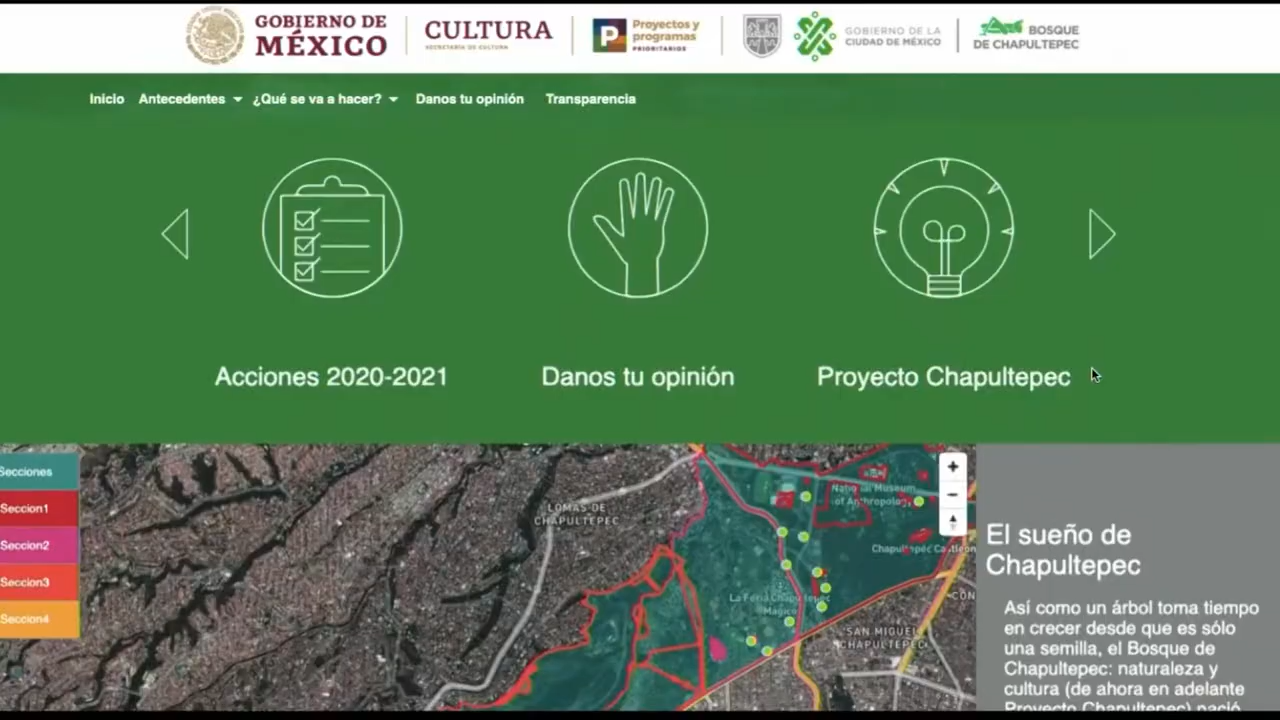 GOBIERNO DE
MÉXICO
CULTURA
SECRETARÍA DE CULTURA
P
Proyectos y
programas
PRIORITARIOS
GOBIERNO DE LA
CIUDAD DE MÉXICO
BOSQUE
DE CHAPULTEPEC
Inicio
Antecedentes
¿Qué se va a hacer?
Danos tu opinión
Transparencia
Acciones 2020-2021
Danos tu opinión
Proyecto Chapultepec
Secciones
Seccion1
Seccion2
Seccion3
Seccion4
LOMAS DE
CHAPULTEPEC
National Museum
of Anthropology
Chapultepec Castle
La Feria Chapultepec
Mágico
SAN MIGUEL
CHAPULTEPEC
CON
+
−
El sueño de
Chapultepec
Así como un árbol toma tiempo
en crecer desde que es sólo
una semilla, el Bosque de
Chapultepec: naturaleza y
cultura (de ahora en adelante
Proyecto Chapultepec) nació